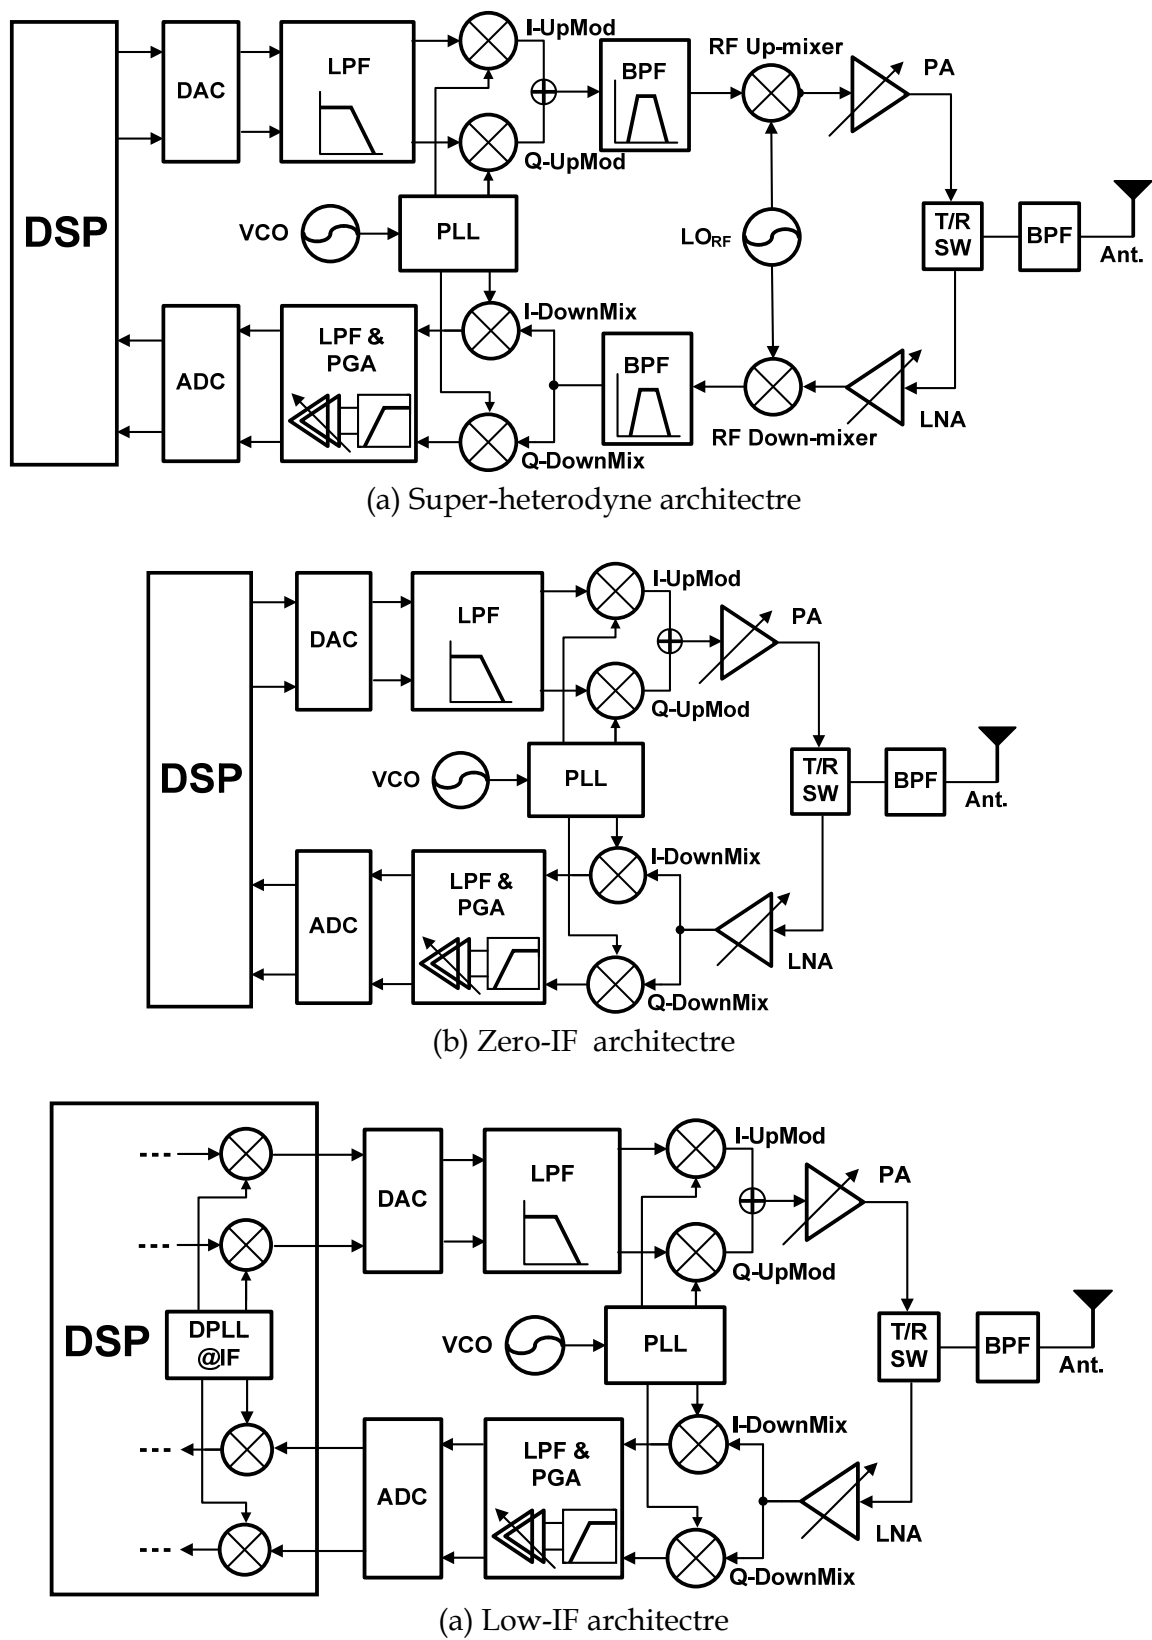 I-UpMod
RF Up-mixer
PA
DAC
LPF
BPF
Q-UpMod
DSP
VCO
PLL
LORF
T/R
SW
BPF
Ant.
I-DownMix
ADC
LPF &
PGA
BPF
LNA
RF Down-mixer
Q-DownMix
(a) Super-heterodyne architectre
I-UpMod
PA
DAC
LPF
Q-UpMod
DSP
VCO
PLL
T/R
SW
BPF
Ant.
I-DownMix
ADC
LPF &
PGA
LNA
Q-DownMix
(b) Zero-IF architectre
I-UpMod
PA
DAC
LPF
Q-UpMod
DSP
DPLL
@IF
VCO
PLL
T/R
SW
BPF
Ant.
I-DownMix
ADC
LPF &
PGA
LNA
Q-DownMix
(a) Low-IF architectre